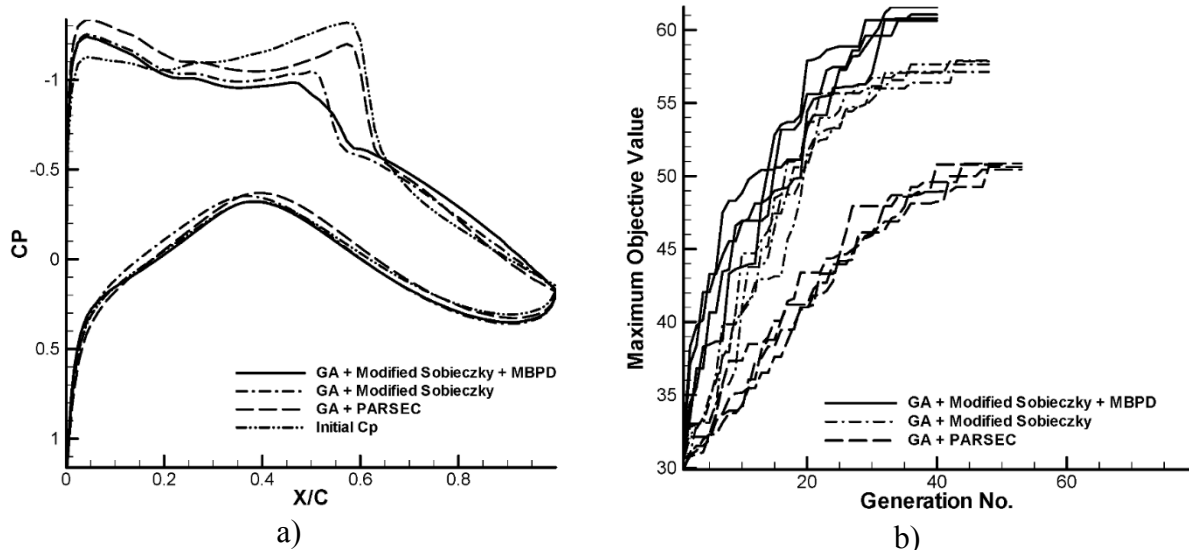 -1
-0.5
0
0.5
1
CP
GA + Modified Sobieczky + MBPD
GA + Modified Sobieczky
GA + PARSEC
Initial Cp
0 0.2 0.4 0.6 0.8
X/C
a)
60
55
50
45
40
35
30
Maximum Objective Value
GA + Modified Sobieczky + MBPD
GA + Modified Sobieczky
GA + PARSEC
20 40 60
Generation No.
b)